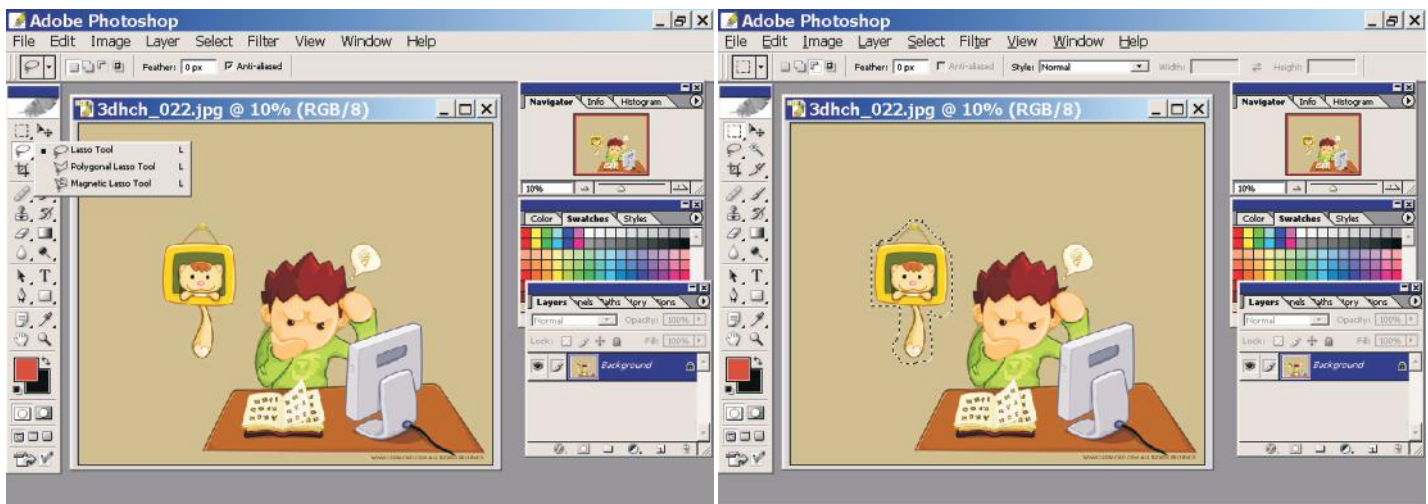 Adobe Photoshop
File Edit Image Layer Select Filter View Window Help
Feather: 0 px Anti-aliased
3dhch_022.jpg @ 10% (RGB/8)
Lasso Tool L
Polygonal Lasso Tool L
Magnetic Lasso Tool L
Navigator Info Histogram
10%
Color Swatches Styles
Layers
Normal Opacity: 100%
Lock: Fill: 100%
Background
Adobe Photoshop
File Edit Image Layer Select Filter View Window Help
Feather: 0 px Anti-aliased Style: Normal Width: Height:
3dhch_022.jpg @ 10% (RGB/8)
Navigator Info Histogram
10%
Color Swatches Styles
Layers
Normal Opacity: 100%
Lock: Fill: 100%
Background